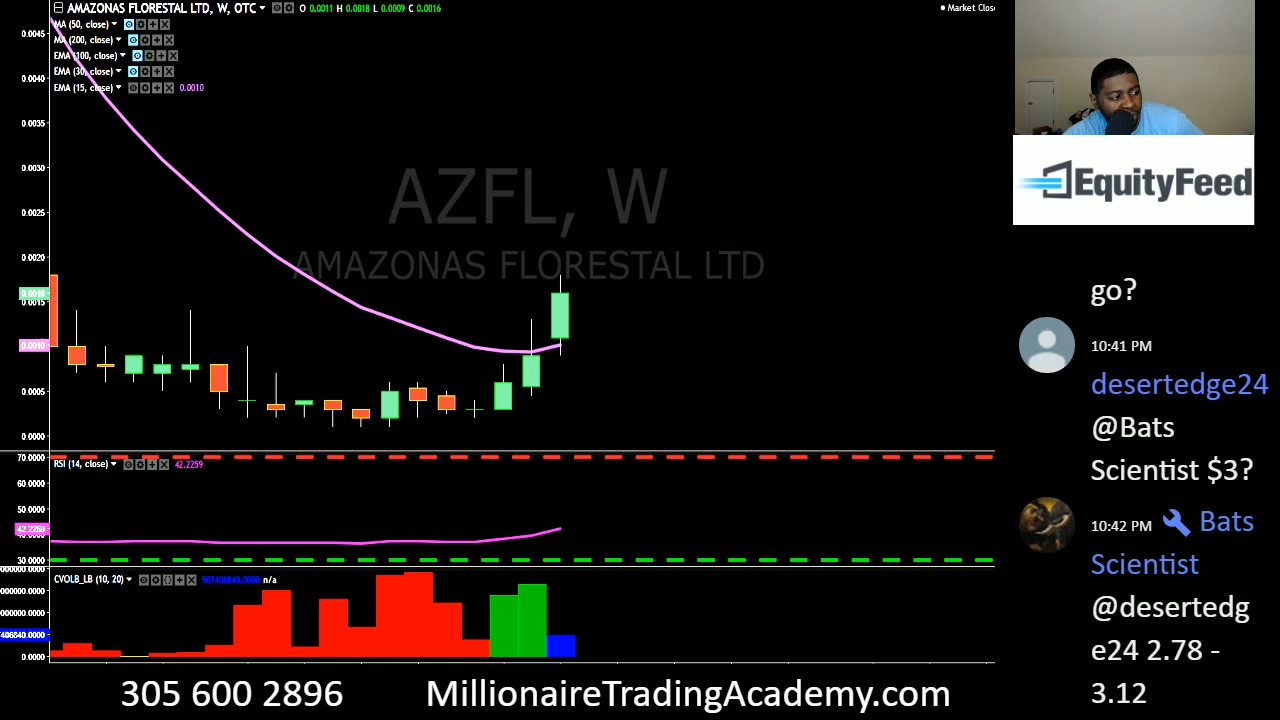 AMAZONAS FLORESTAL LTD, W, OTC O 0.0011 H 0.0018 L 0.0009 C 0.0016
MA (50, close)
MA (200, close)
EMA (100, close)
EMA (30, close)
EMA (15, close) 0.0010
0.0045
0.0040
0.0035
0.0030
0.0025
0.0020
0.0016
0.0015
0.0010
0.0005
0.0000
AZFL, W
AMAZONAS FLORESTAL LTD
RSI (14, close) 42.2259
70.0000
60.0000
50.0000
42.2259
30.0000
CVOLB_LB (10, 20) 507406840.0000 n/a
0.0000
Market Clos
EquityFeed
go?
10:41 PM
desertedge24
@Bats
Scientist $3?
10:42 PM Bats
Scientist
@desertedg
e24 2.78 -
3.12
305 600 2896 MillionaireTradingAcademy.com